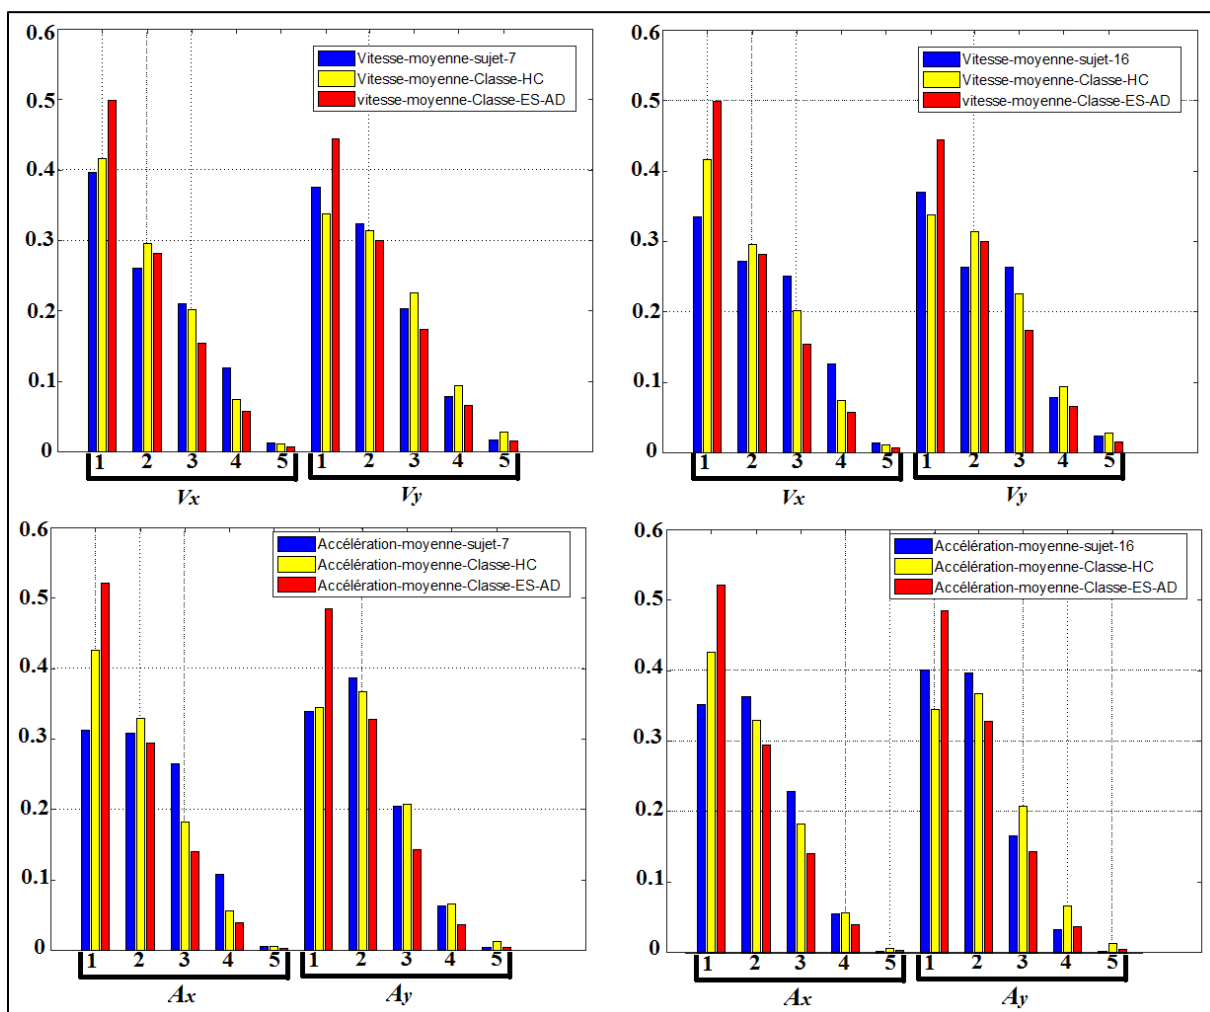 0.6
0.5
0.4
0.3
0.2
0.1
0
Vitesse-moyenne-sujet-7
Vitesse-moyenne-Classe-HC
vitesse-moyenne-Classe-ES-AD
1 2 3 4 5 1 2 3 4 5
Vx Vy
0.6
0.5
0.4
0.3
0.2
0.1
0
Vitesse-moyenne-sujet-16
Vitesse-moyenne-Classe-HC
vitesse-moyenne-Classe-ES-AD
1 2 3 4 5 1 2 3 4 5
Vx Vy
0.6
0.5
0.4
0.3
0.2
0.1
0
Accélération-moyenne-sujet-7
Accélération-moyenne-Classe-HC
Accélération-moyenne-Classe-ES-AD
1 2 3 4 5 1 2 3 4 5
Ax Ay
0.6
0.5
0.4
0.3
0.2
0.1
0
Accélération-moyenne-sujet-16
Accélération-moyenne-Classe-HC
Accélération-moyenne-Classe-ES-AD
1 2 3 4 5 1 2 3 4 5
Ax Ay